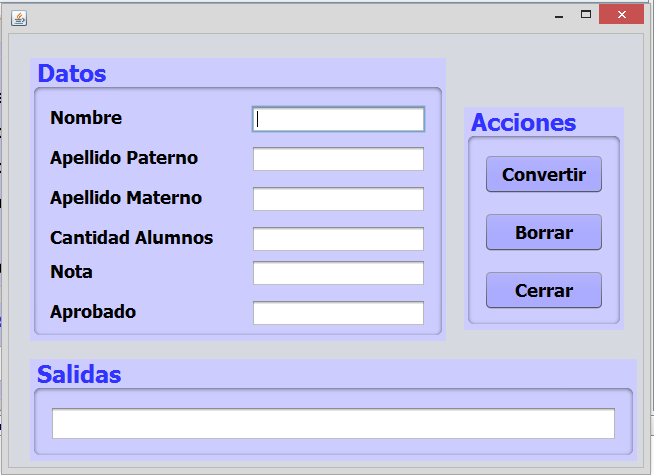 Datos
Nombre
Apellido Paterno
Apellido Materno
Cantidad Alumnos
Nota
Aprobado
Acciones
Convertir
Borrar
Cerrar
Salidas